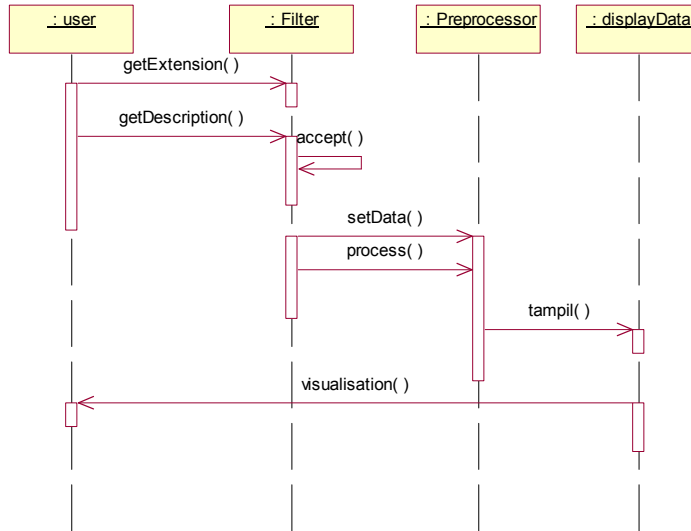 : user
: Filter
: Preprocessor
: displayData
getExtension( )
getDescription( )
accept( )
setData( )
process( )
tampil( )
visualisation( )